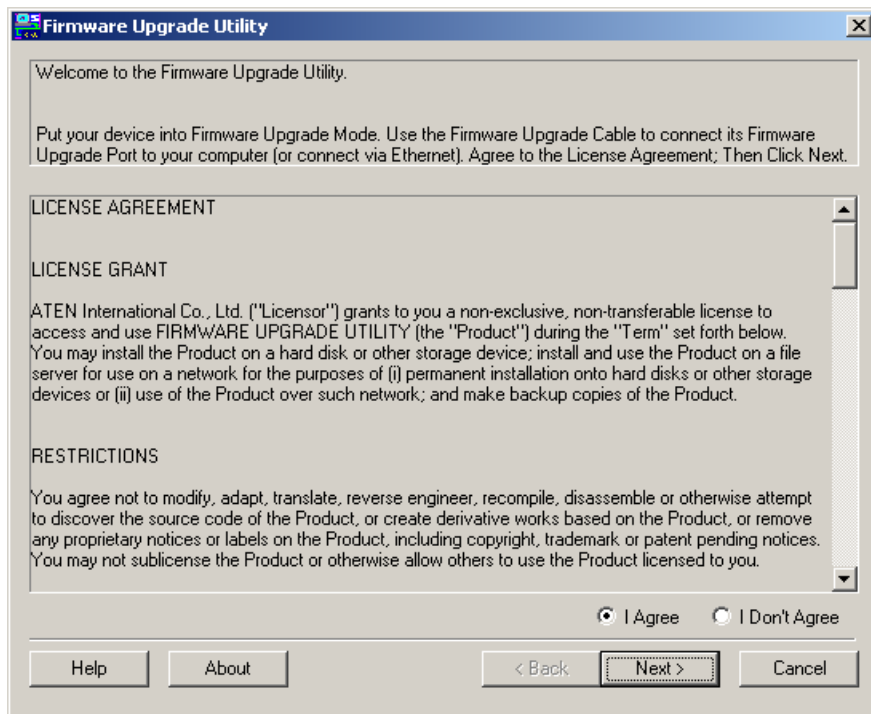 Firmware Upgrade Utility
Welcome to the Firmware Upgrade Utility.
Put your device into Firmware Upgrade Mode. Use the Firmware Upgrade Cable to connect its Firmware
Upgrade Port to your computer (or connect via Ethernet). Agree to the License Agreement; Then Click Next.
LICENSE AGREEMENT
LICENSE GRANT
ATEN International Co., Ltd. ("Licensor") grants to you a non-exclusive, non-transferable license to
access and use FIRMWARE UPGRADE UTILITY (the "Product") during the "Term" set forth below.
You may install the Product on a hard disk or other storage device; install and use the Product on a file
server for use on a network for the purposes of (i) permanent installation onto hard disks or other storage
devices or (ii) use of the Product over such network; and make backup copies of the Product.
RESTRICTIONS
You agree not to modify, adapt, translate, reverse engineer, recompile, disassemble or otherwise attempt
to discover the source code of the Product, or create derivative works based on the Product, or remove
any proprietary notices or labels on the Product, including copyright, trademark or patent pending notices.
You may not sublicense the Product or otherwise allow others to use the Product licensed to you.
I Agree I Don't Agree
Help About < Back Next > Cancel